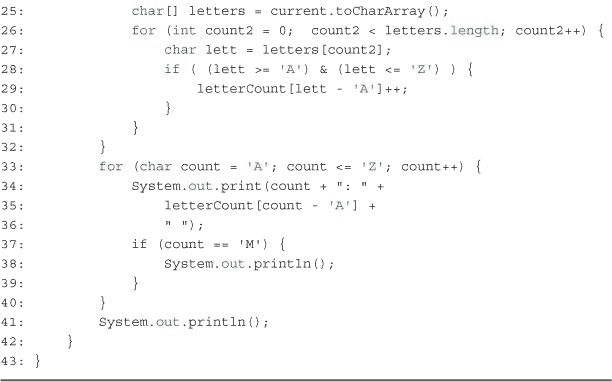 25:             char[] letters = current.toCharArray();
26:             for (int count2 = 0;  count2 < letters.length; count2++) {
27:                 char lett = letters[count2];
28:                 if ( (lett >= 'A') & (lett <= 'Z') ) {
29:                     letterCount[lett - 'A']++;
30:                 }
31:             }
32:         }
33:         for (char count = 'A'; count <= 'Z'; count++) {
34:             System.out.print(count + ": " +
35:                 letterCount[count - 'A'] +
36:                 " ");
37:             if (count == 'M') {
38:                 System.out.println();
39:             }
40:         }
41:         System.out.println();
42:     }
43: }